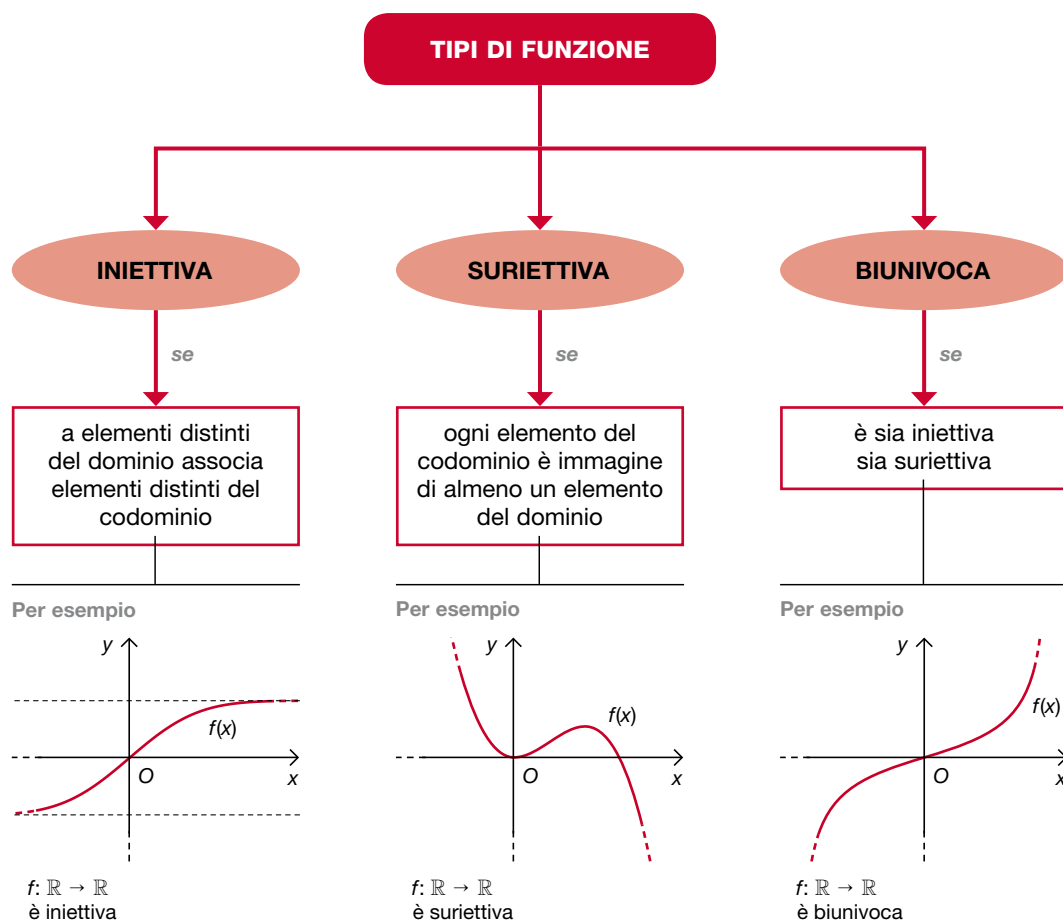 TIPI DI FUNZIONE
INIETTIVA
SURIETTIVA
BIUNIVOCA
se
se
se
a elementi distinti
del dominio associa
elementi distinti del
codominio
ogni elemento del
codominio è immagine
di almeno un elemento
del dominio
è sia iniettiva
sia suriettiva
Per esempio
Per esempio
Per esempio
y
f(x)
O
x
y
f(x)
O
x
y
f(x)
O
x
f: ℝ → ℝ
è iniettiva
f: ℝ → ℝ
è suriettiva
f: ℝ → ℝ
è biunivoca